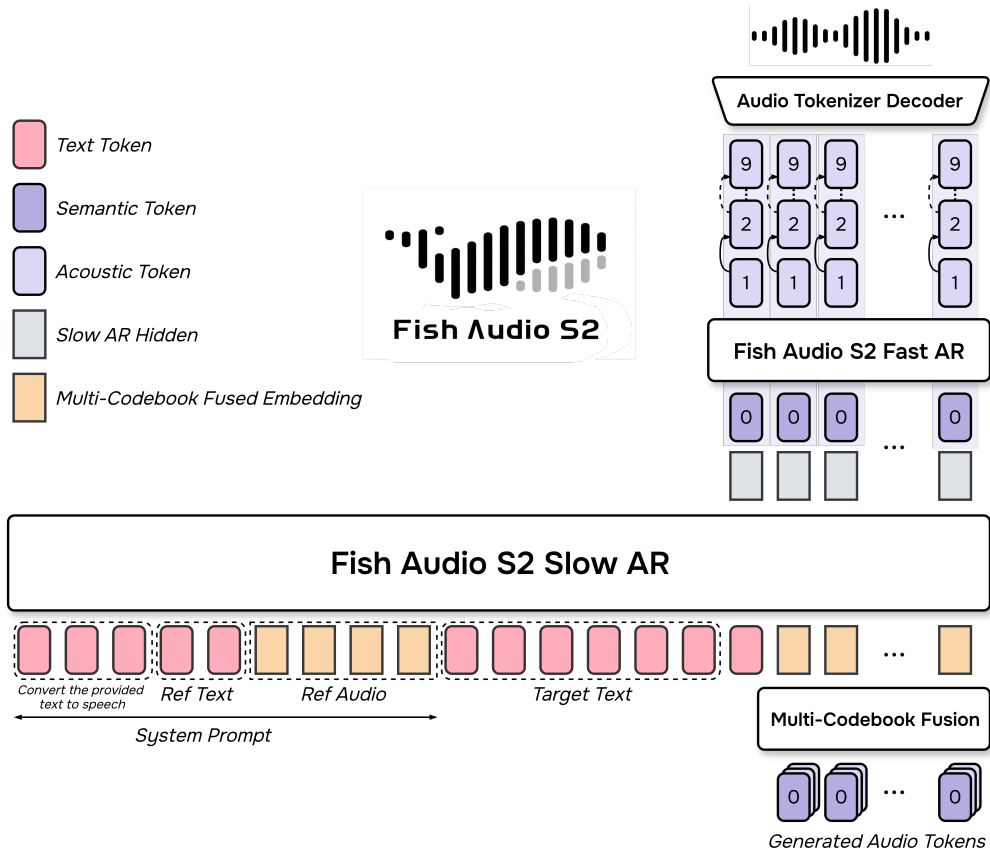 Audio Tokenizer Decoder
Text Token
Semantic Token
Acoustic Token
Slow AR Hidden
Multi-Codebook Fused Embedding
Fish Audio S2
9 9 9 9
2 2 2 ... 2
1 1 1 1
Fish Audio S2 Fast AR
0 0 0 ... 0
Fish Audio S2 Slow AR
...
Convert the provided
text to speech
Ref Text
Ref Audio
Target Text
System Prompt
Multi-Codebook Fusion
0 0 ... 0
Generated Audio Tokens